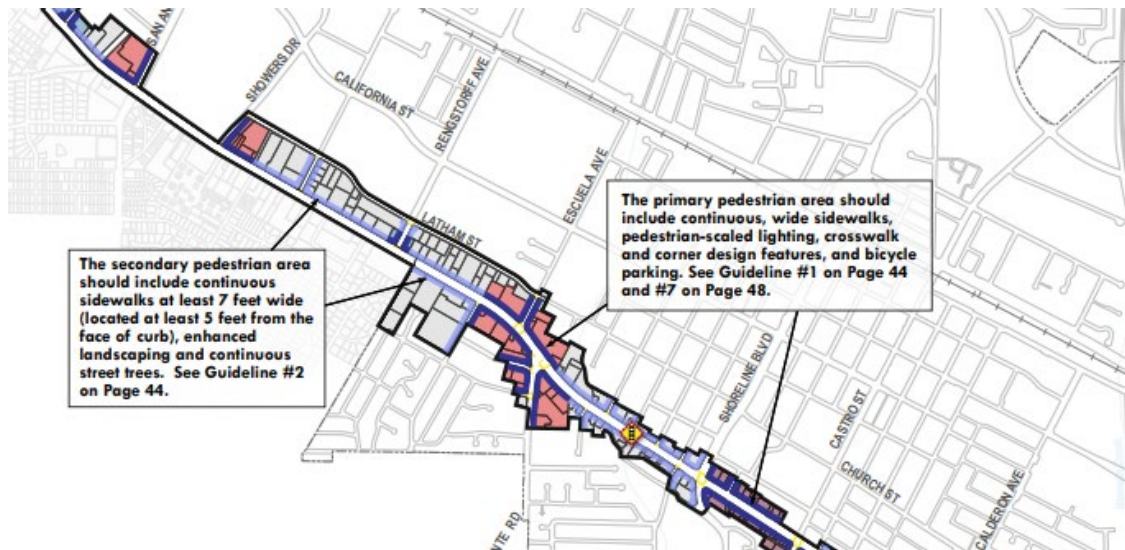 SAN AN
SHOWERS DR
CALIFORNIA ST
RENGSTORFF AVE
ESCUELA AVE
LATHAM ST
The primary pedestrian area should
include continuous, wide sidewalks,
pedestrian-scaled lighting, crosswalk
and corner design features, and bicycle
parking. See Guideline #1 on Page 44
and #7 on Page 48.
The secondary pedestrian area
should include continuous
sidewalks at least 7 feet wide
(located at least 5 feet from the
face of curb), enhanced
landscaping and continuous
street trees. See Guideline #2
on Page 44.
SHORELINE BLVD
CASTRO ST
CHURCH ST
CALDERON AVE
NTE RD